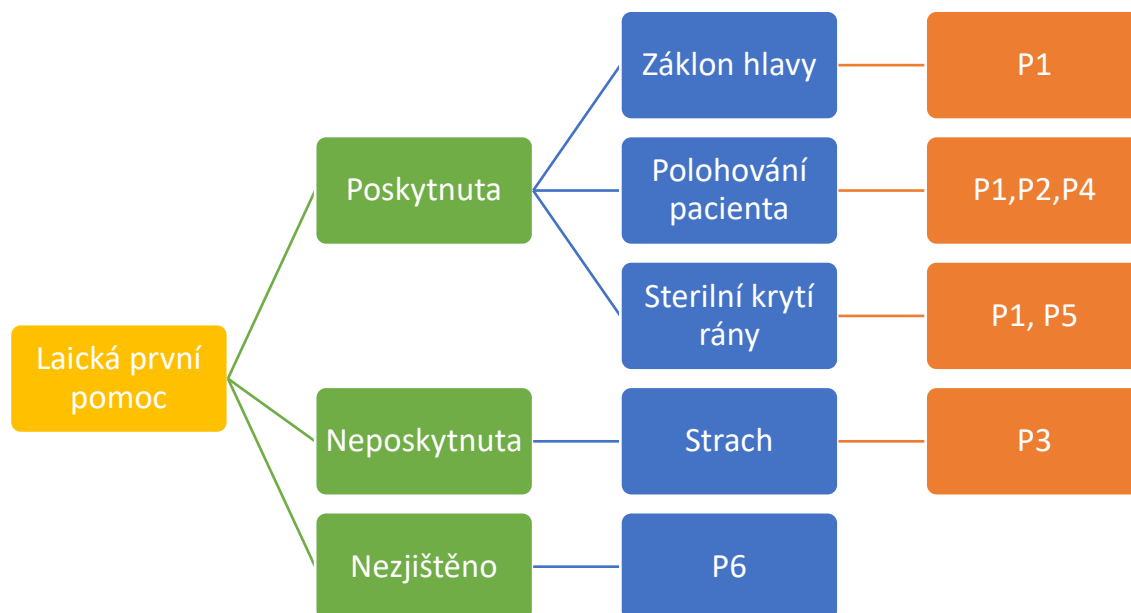 Laická první
pomoc
Poskytnuta
Základ hlavy
P1
Polohování
pacienta
P1,P2,P4
Sterilní krytí
rány
P1, P5
Neposkytnuta
Strach
P3
Nezjištěno
P6